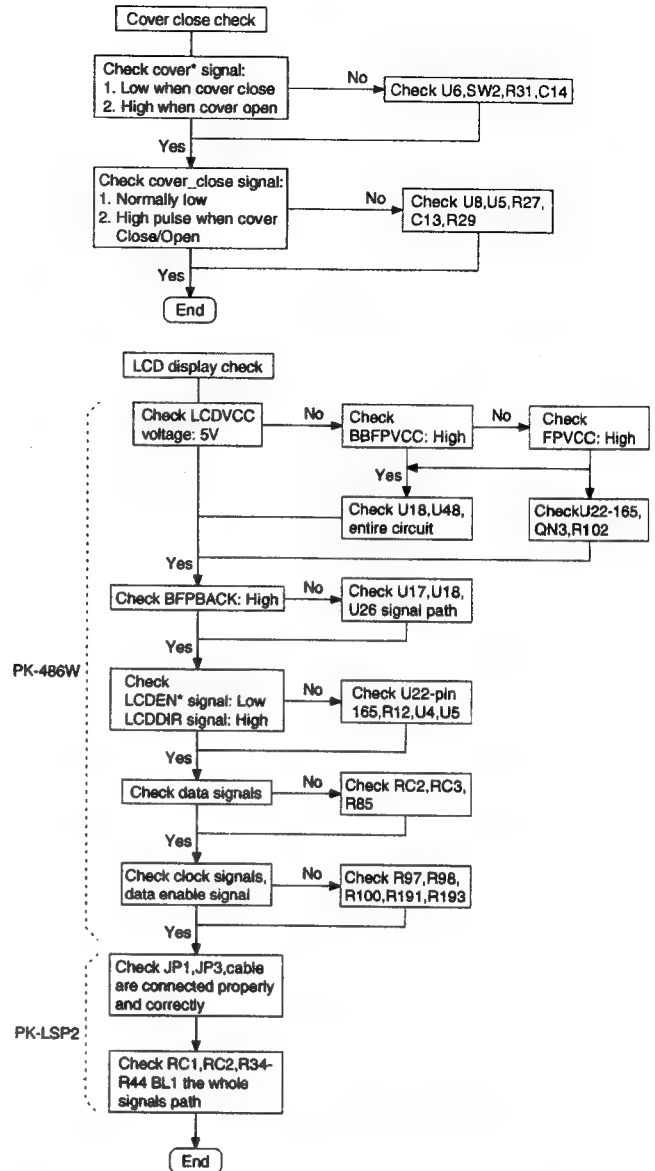 Cover close check
Check cover* signal:
1. Low when cover close
2. High when cover open
No
Check U6,SW2,R31,C14
Yes
Check cover_close signal:
1. Normally low
2. High pulse when cover
Close/Open
No
Check U8,U5,R27,
C13,R29
Yes
End
LCD display check
Check LCDVCC
voltage: 5V
No
Check
BBFPVCC: High
No
Check
FPVCC: High
Yes
Check U18,U48,
entire circuit
CheckU22-165,
QN3,R102
Yes
Check BFPBACK: High
No
Check U17,U18,
U26 signal path
Yes
PK-486W
Check
LCDEN* signal: Low
LCDDIR signal: High
No
Check U22-pin
165,R12,U4,U5
Yes
Check data signals
No
Check RC2,RC3,
R85
Yes
Check clock signals,
data enable signal
No
Check R97,R98,
R100,R191,R193
Yes
Check JP1,JP3,cable
are connected properly
and correctly
PK-LSP2
Check RC1,RC2,R34-
R44 BL1 the whole
signals path
End